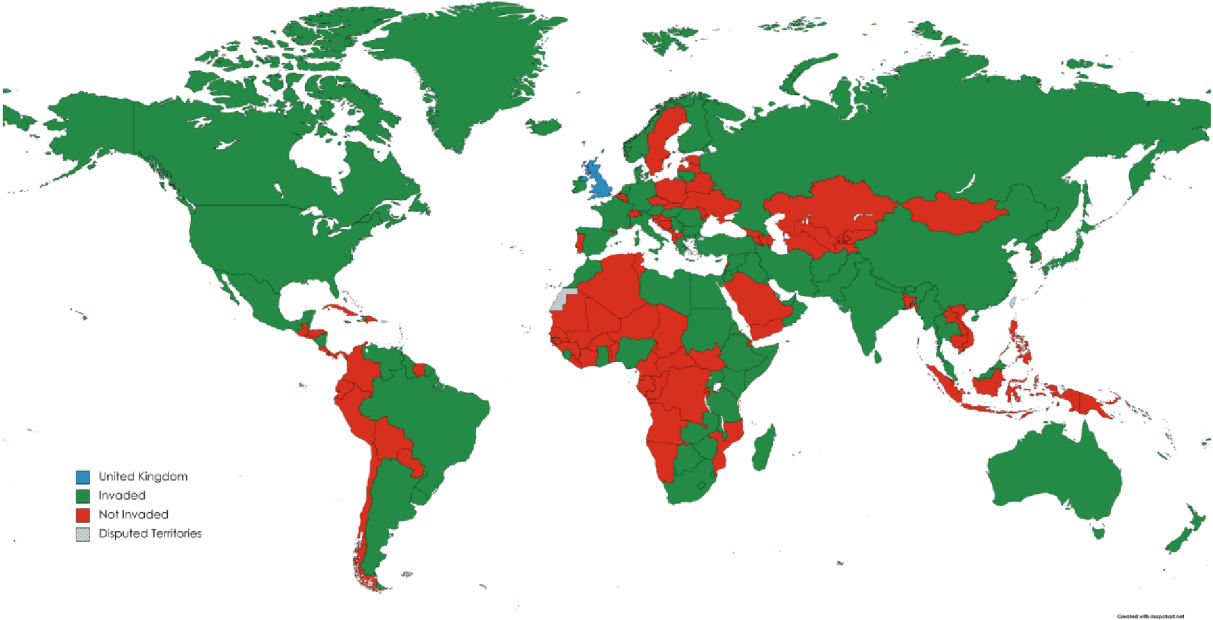 United Kingdom
Invaded
Not Invaded
Disputed Territories
Created with mapchart.net